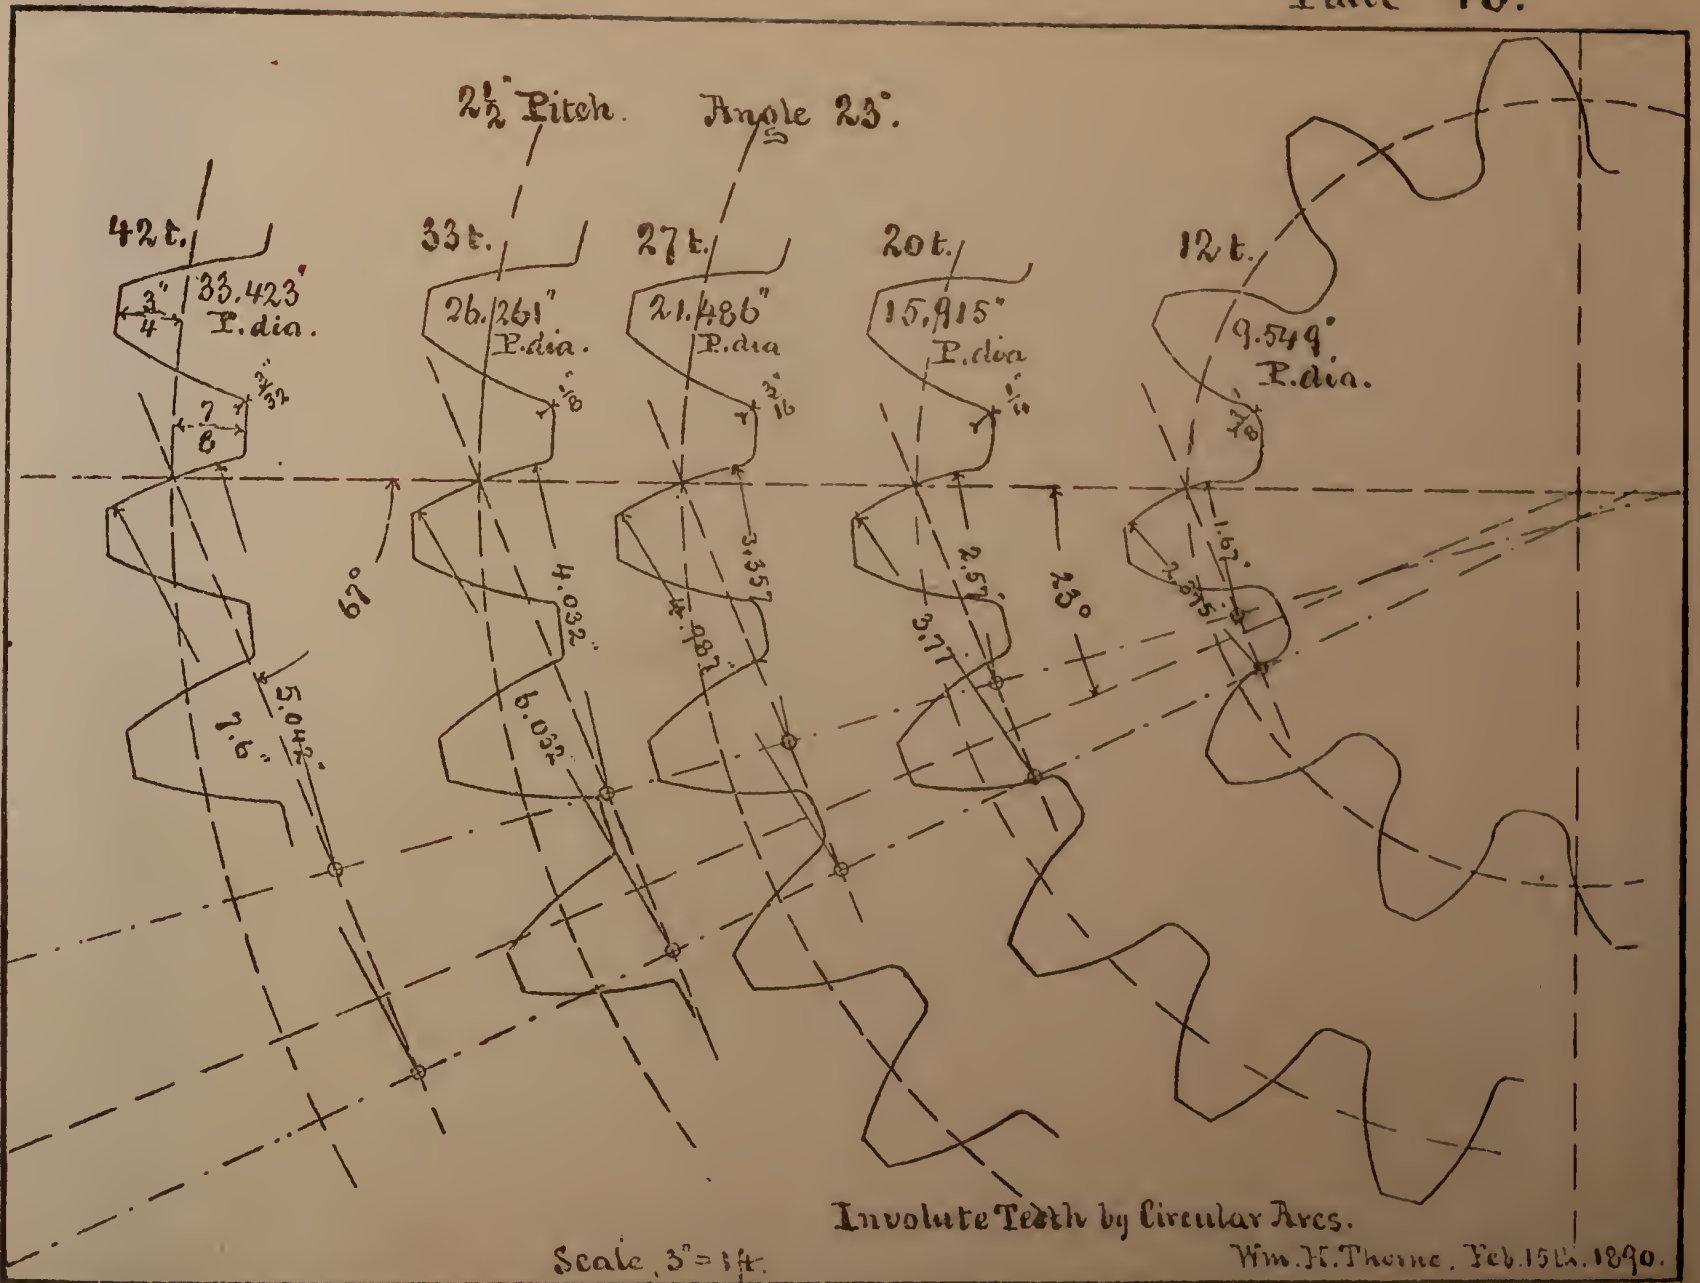 2½" Pitch. Angle 23°.
42 t.
33 t.
27 t.
20 t.
12 t.
3/4"
33.423"
P.dia.
26.261"
P.dia.
21.486"
P.dia
15.915"
P.dia
9.549"
P.dia.
3/32"
1/8"
3/16"
7/8
67°
23°
5.042"
7.6"
4.032"
6.032
3.357
2.57"
3.77
1.67"
Involute Teeth by Circular Arcs.
Scale, 3" = 1 ft.
Wm. H. Thorne, Feb. 15th. 1890.